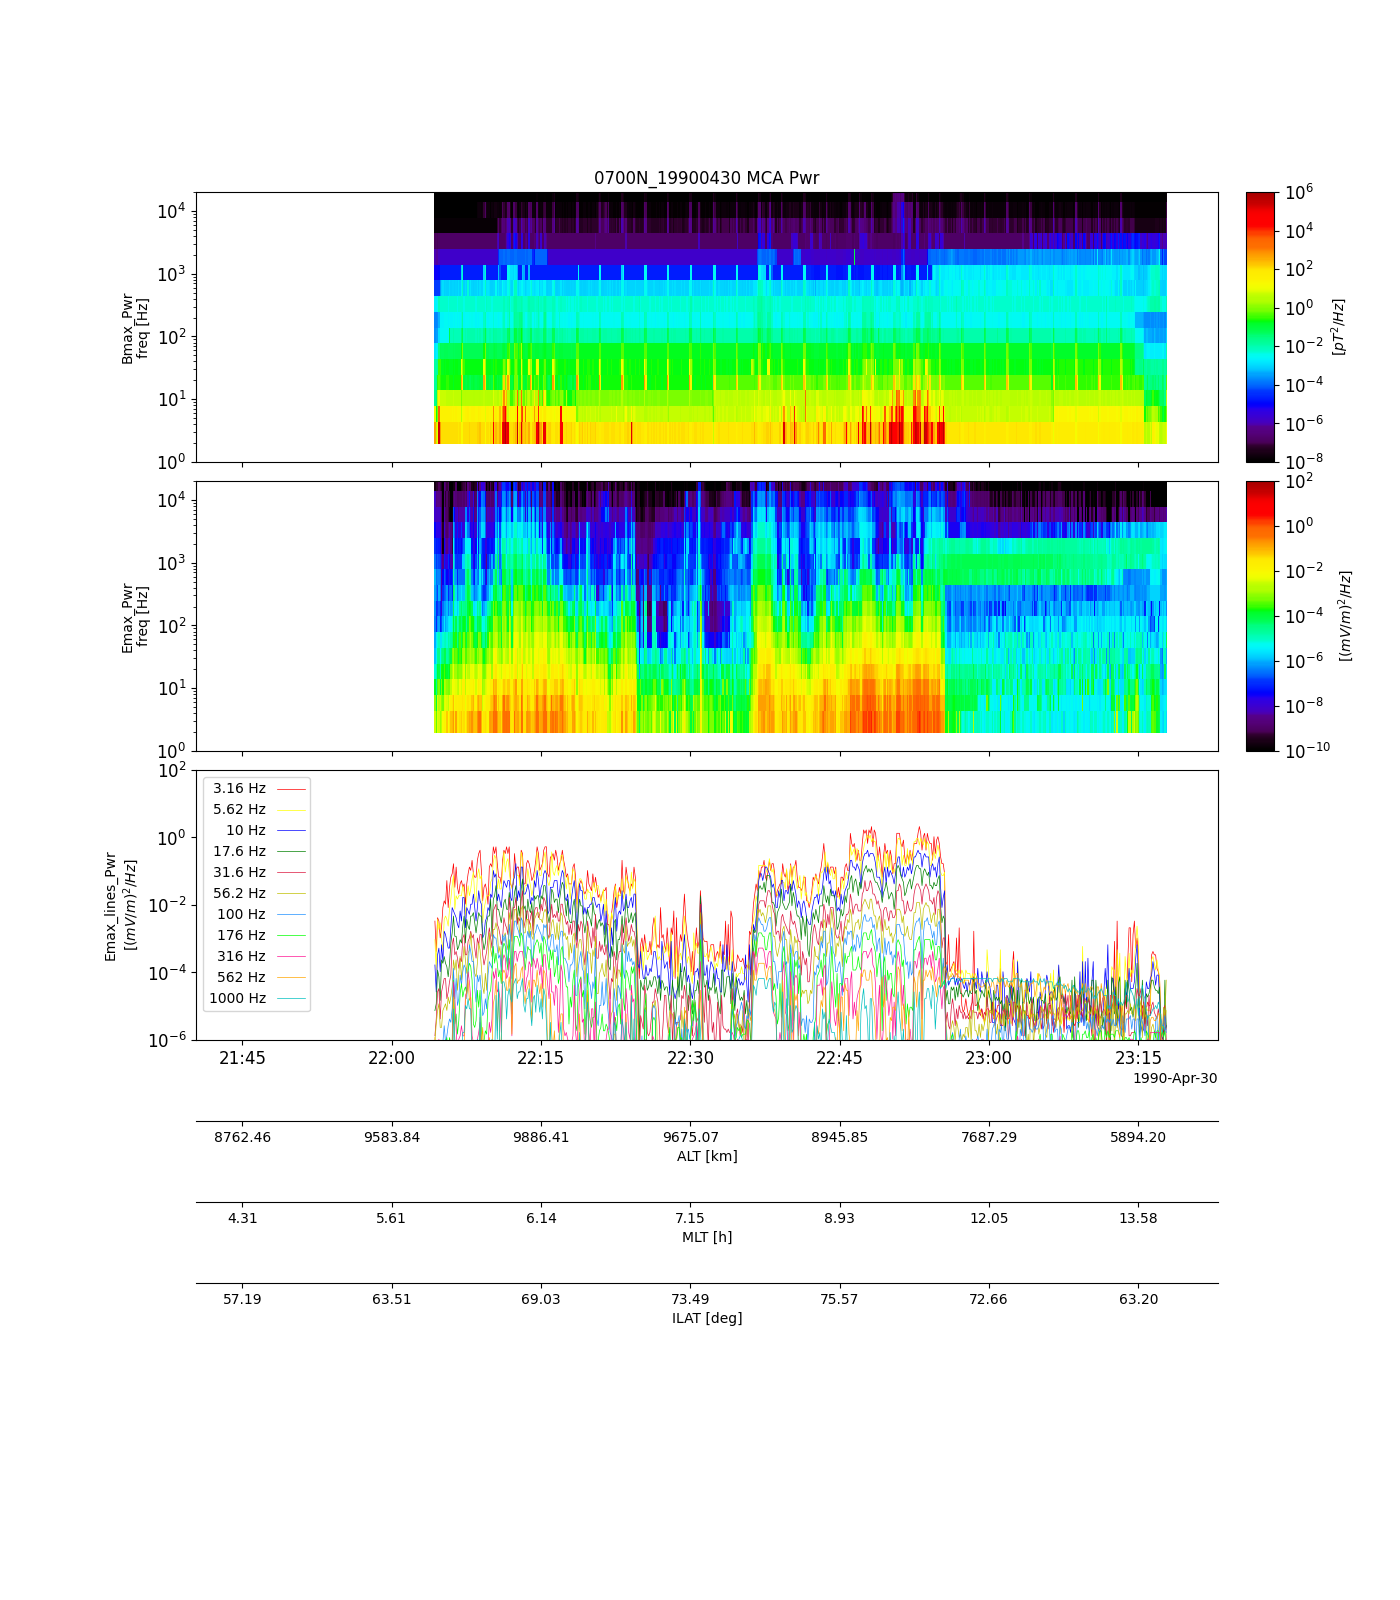 0700N_19900430 MCA Pwr
10^4
10^3
10^2
10^1
10^0
Bmax_Pwr
freq [Hz]
10^6
10^4
10^2
10^0
10^-2
10^-4
10^-6
10^-8
[pT^2/Hz]
10^4
10^3
10^2
10^1
10^0
Emax_Pwr
freq [Hz]
10^2
10^0
10^-2
10^-4
10^-6
10^-8
10^-10
[(mV/m)^2/Hz]
10^2
10^0
10^-2
10^-4
10^-6
Emax_lines_Pwr
[(mV/m)^2/Hz]
3.16 Hz
5.62 Hz
10 Hz
17.6 Hz
31.6 Hz
56.2 Hz
100 Hz
176 Hz
316 Hz
562 Hz
1000 Hz
21:45 22:00 22:15 22:30 22:45 23:00 23:15
1990-Apr-30
8762.46 9583.84 9886.41 9675.07 8945.85 7687.29 5894.20
ALT [km]
4.31 5.61 6.14 7.15 8.93 12.05 13.58
MLT [h]
57.19 63.51 69.03 73.49 75.57 72.66 63.20
ILAT [deg]